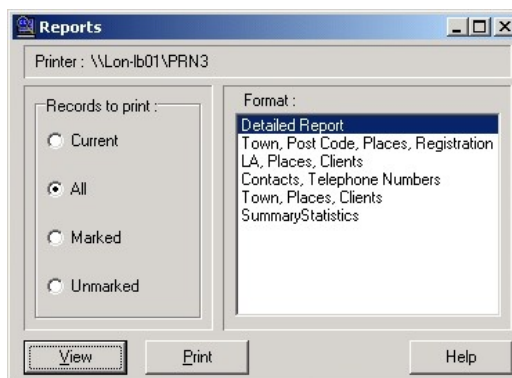 Reports
Printer : \\Lon-lb01\PRN3
Records to print :
Current
All
Marked
Unmarked
Format :
Detailed Report
Town, Post Code, Places, Registration
LA, Places, Clients
Contacts, Telephone Numbers
Town, Places, Clients
SummaryStatistics
View
Print
Help